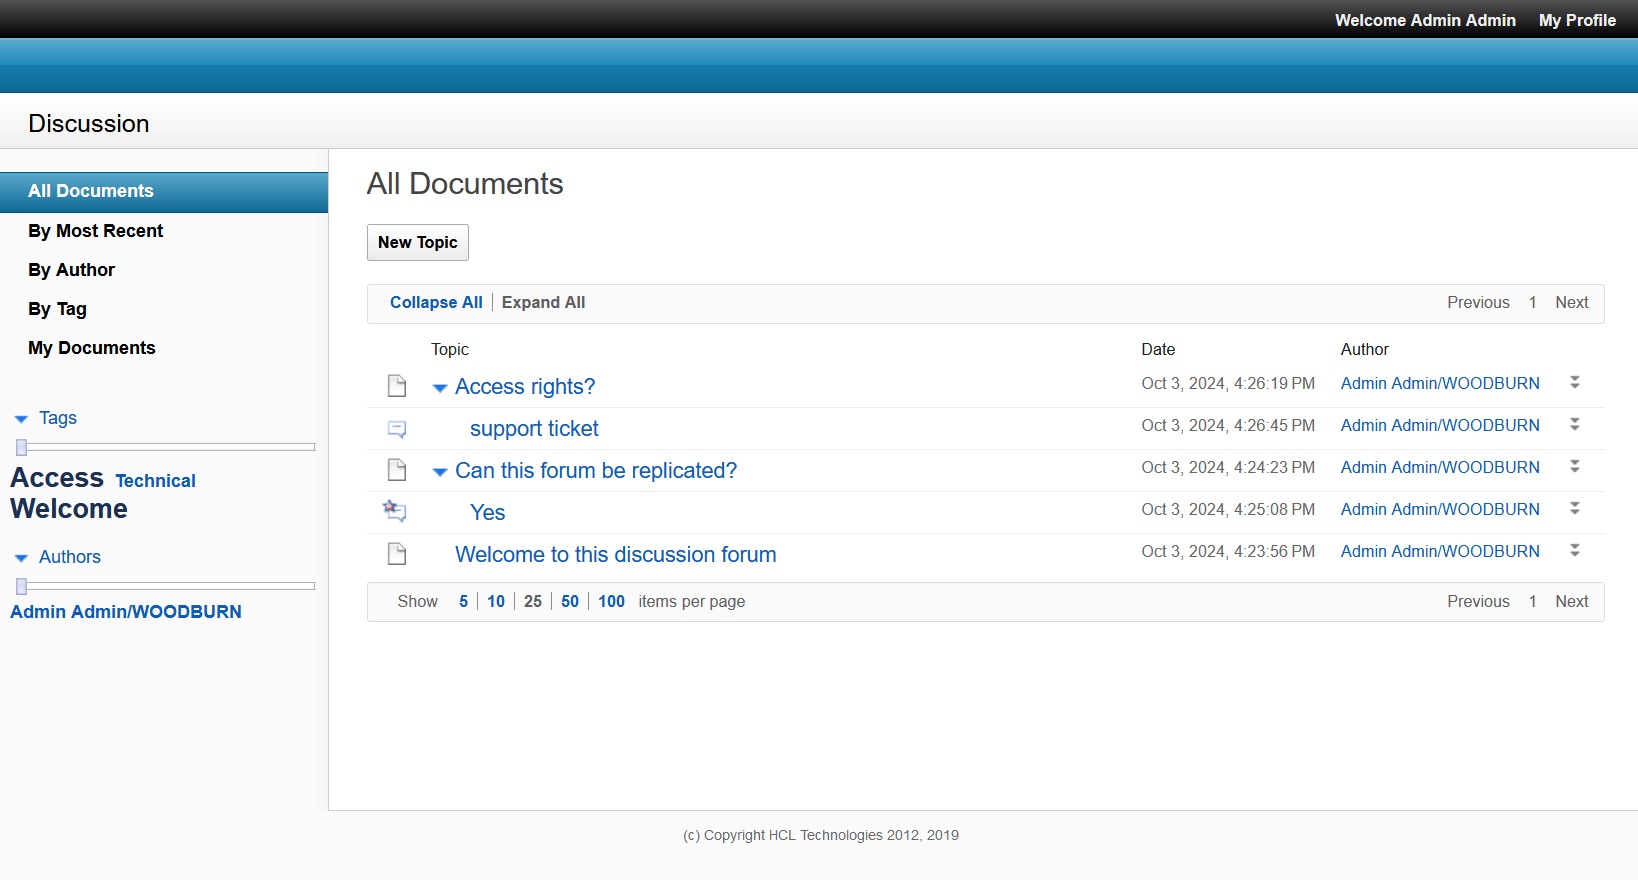 Welcome Admin Admin My Profile
Discussion
All Documents
By Most Recent
By Author
By Tag
My Documents
Tags
Access Technical
Welcome
Authors
Admin Admin/WOODBURN
All Documents
New Topic
Collapse All Expand All Previous 1 Next
Topic Date Author
Access rights? Oct 3, 2024, 4:26:19 PM Admin Admin/WOODBURN
support ticket Oct 3, 2024, 4:26:45 PM Admin Admin/WOODBURN
Can this forum be replicated? Oct 3, 2024, 4:24:23 PM Admin Admin/WOODBURN
Yes Oct 3, 2024, 4:25:08 PM Admin Admin/WOODBURN
Welcome to this discussion forum Oct 3, 2024, 4:23:56 PM Admin Admin/WOODBURN
Show 5 10 25 50 100 items per page Previous 1 Next
(c) Copyright HCL Technologies 2012, 2019